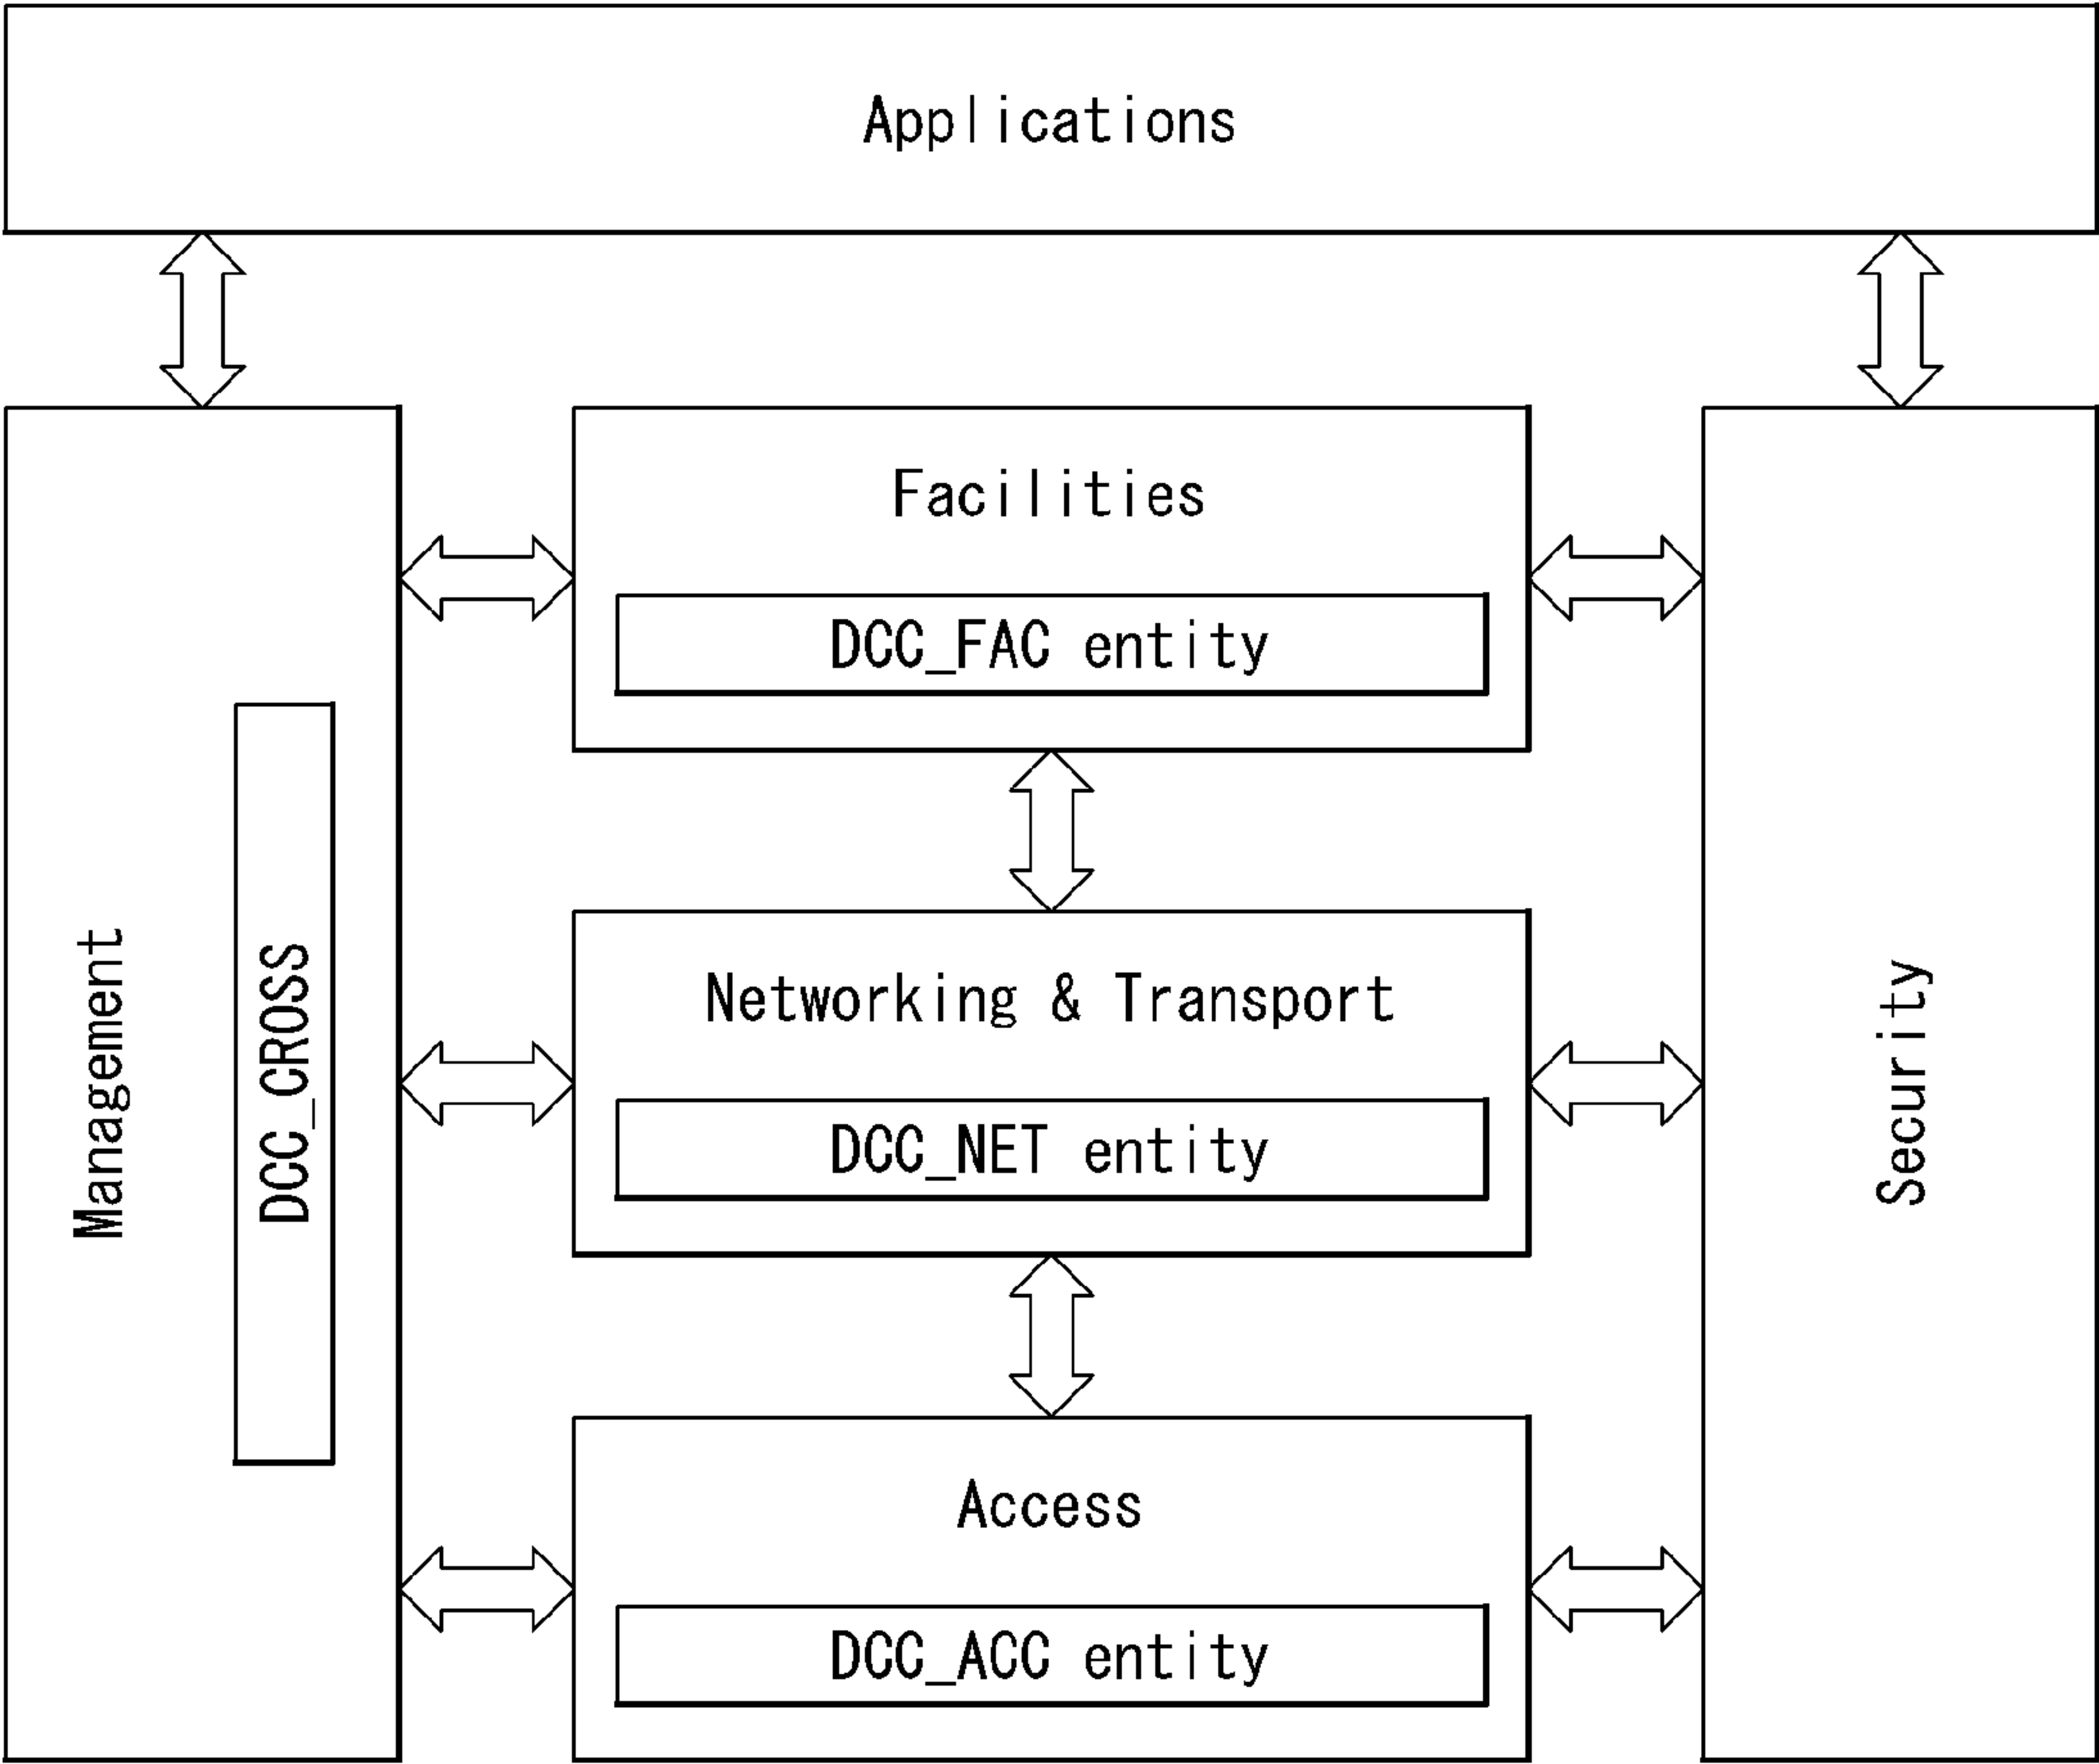 Applications
Facilities
DCC_FAC entity
Management
DCC_CROSS
Networking & Transport
DCC_NET entity
Security
Access
DCC_ACC entity